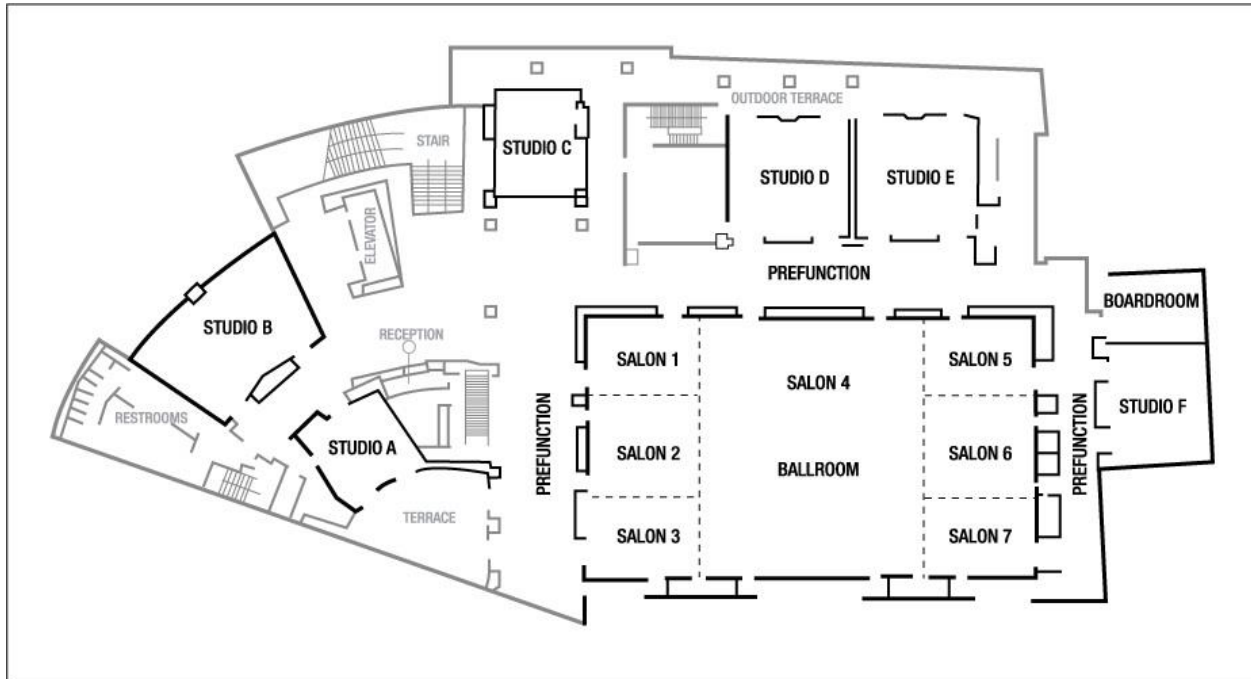 OUTDOOR TERRACE
STAIR
STUDIO C
STUDIO D
STUDIO E
ELEVATOR
PREFUNCTION
BOARDROOM
STUDIO B
RECEPTION
SALON 1
SALON 4
SALON 5
RESTROOMS
STUDIO A
PREFUNCTION
SALON 2
BALLROOM
SALON 6
PREFUNCTION
STUDIO F
TERRACE
SALON 3
SALON 7